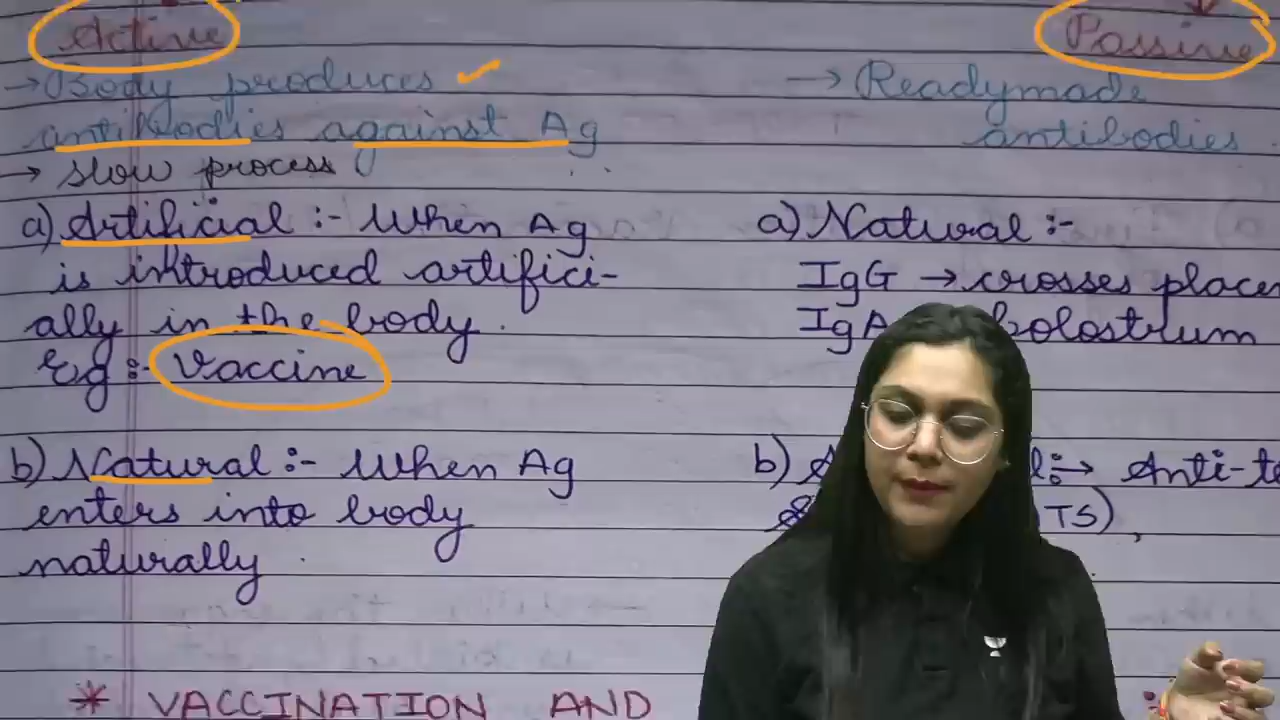 Active
→ Body produces
antibodies against Ag
→ slow process
a) Artificial :- When Ag
is introduced artifici-
ally in the body.
Eg :- Vaccine
b) Natural :- When Ag
enters into body
naturally.
Passive
→ Readymade
antibodies.
a) Natural :-
IgG → crosses placen
IgA
olostrum
b)
l:→ Anti-te
TS),
* VACCINATION AND